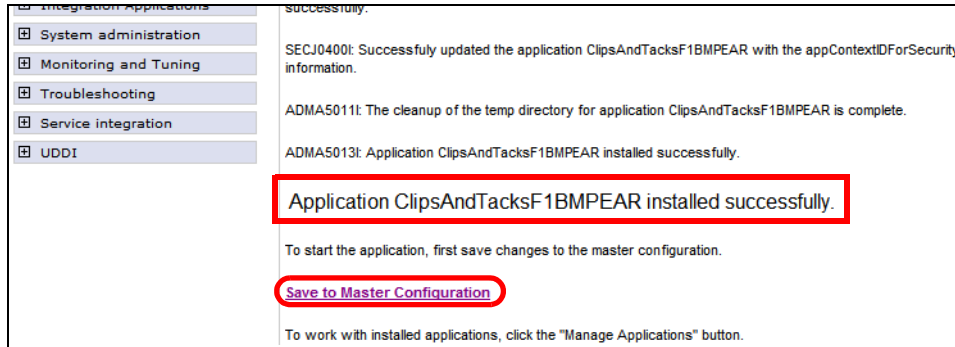 Integration Applications
System administration
Monitoring and Tuning
Troubleshooting
Service integration
UDDI
successfully.
SECJ0400I: Successfuly updated the application ClipsAndTacksF1BMPEAR with the appContextIDForSecurity
information.
ADMA5011I: The cleanup of the temp directory for application ClipsAndTacksF1BMPEAR is complete.
ADMA5013I: Application ClipsAndTacksF1BMPEAR installed successfully.
Application ClipsAndTacksF1BMPEAR installed successfully.
To start the application, first save changes to the master configuration.
Save to Master Configuration
To work with installed applications, click the "Manage Applications" button.